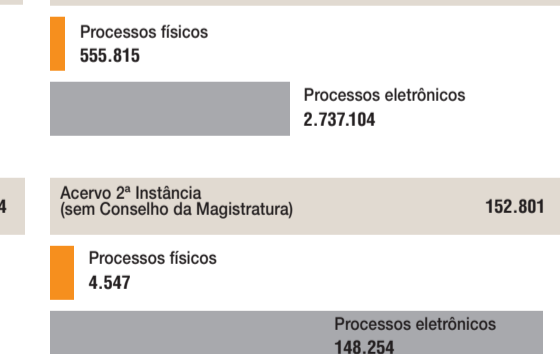 Processos físicos
555.815
Processos eletrônicos
2.737.104
4
Acervo 2ª Instância
(sem Conselho da Magistratura)
152.801
Processos físicos
4.547
Processos eletrônicos
148.254